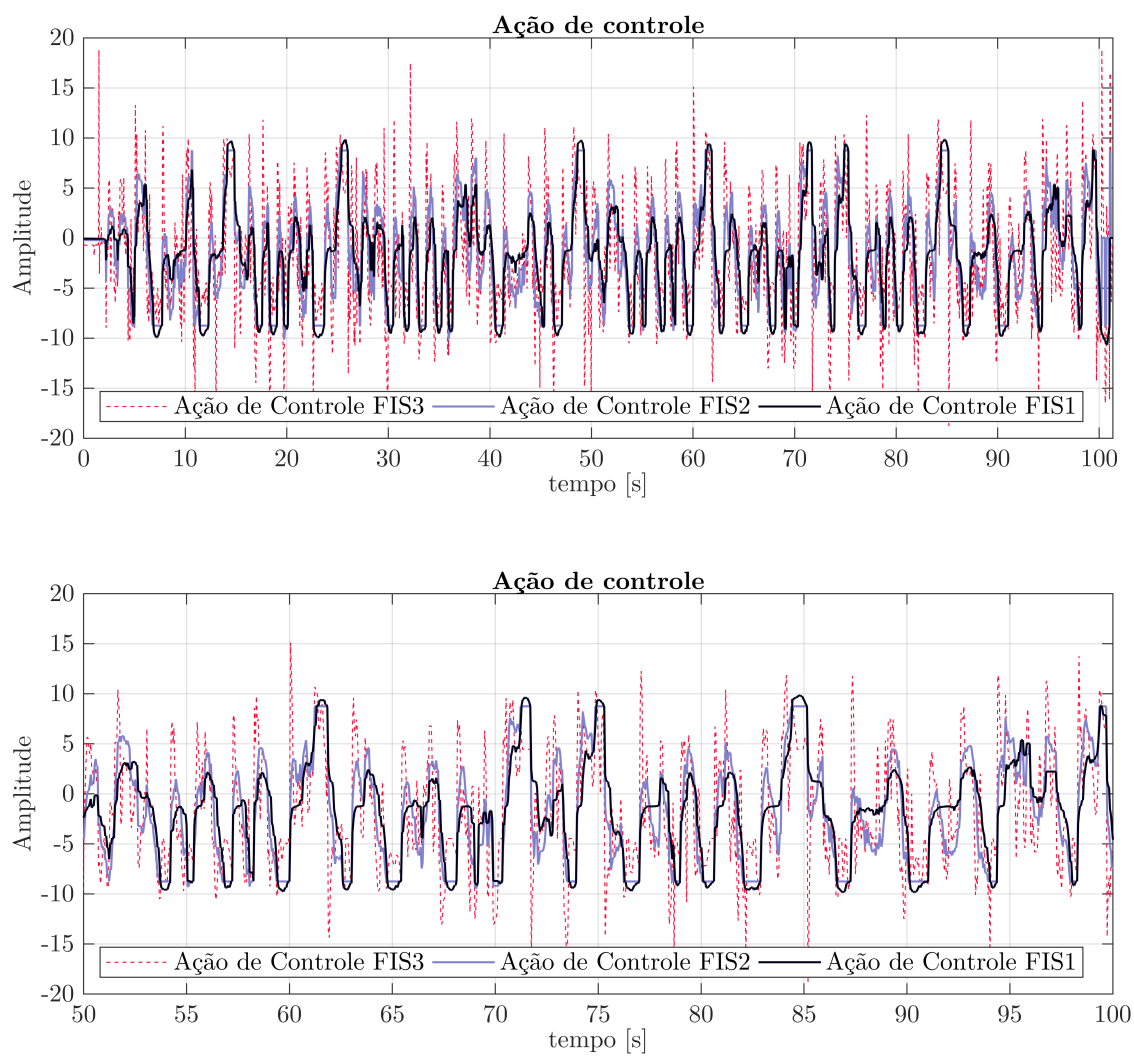 Ação de controle
20
15
10
5
0
-5
-10
-15
-20
Amplitude
Ação de Controle FIS3 Ação de Controle FIS2 Ação de Controle FIS1
0 10 20 30 40 50 60 70 80 90 100
tempo [s]
Ação de controle
20
15
10
5
0
-5
-10
-15
-20
Amplitude
Ação de Controle FIS3 Ação de Controle FIS2 Ação de Controle FIS1
50 55 60 65 70 75 80 85 90 95 100
tempo [s]